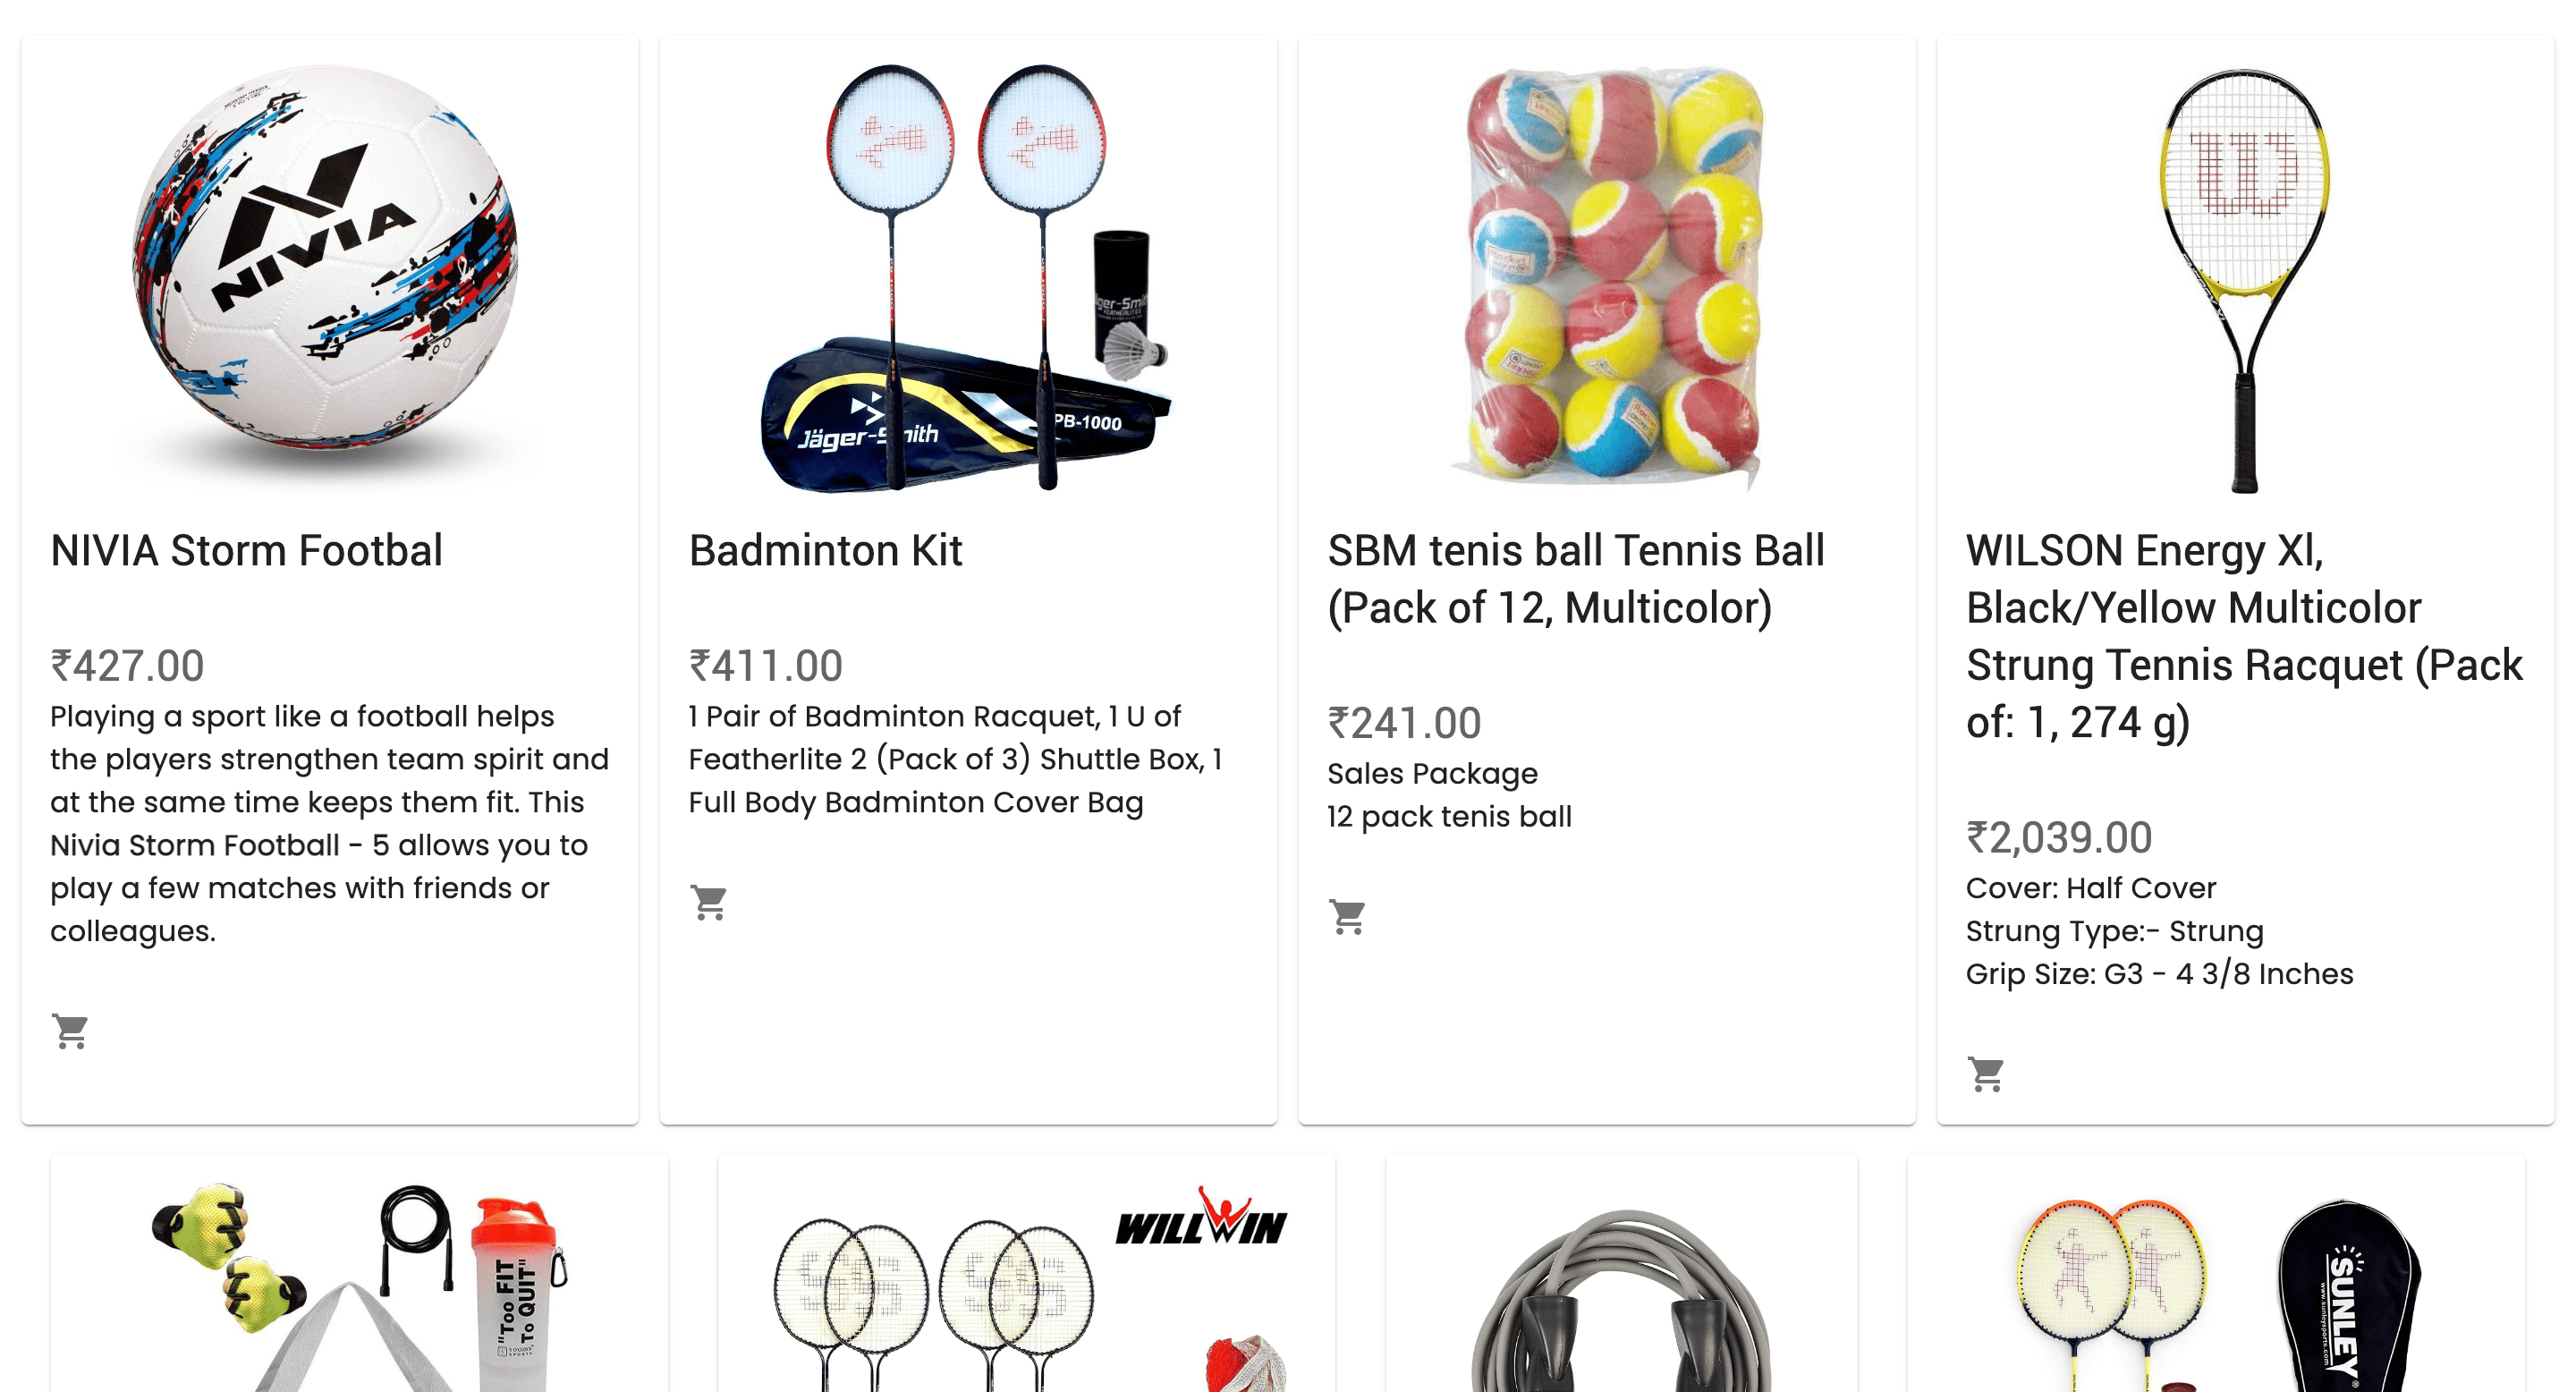 NIVIA
Jäger-Smith
PB-1000
NIVIA Storm Footbal
₹427.00
Playing a sport like a football helps
the players strengthen team spirit and
at the same time keeps them fit. This
Nivia Storm Football - 5 allows you to
play a few matches with friends or
colleagues.
Badminton Kit
₹411.00
1 Pair of Badminton Racquet, 1 U of
Featherlite 2 (Pack of 3) Shuttle Box, 1
Full Body Badminton Cover Bag
SBM tenis ball Tennis Ball
(Pack of 12, Multicolor)
₹241.00
Sales Package
12 pack tenis ball
WILSON Energy Xl,
Black/Yellow Multicolor
Strung Tennis Racquet (Pack
of: 1, 274 g)
₹2,039.00
Cover: Half Cover
Strung Type:- Strung
Grip Size: G3 - 4 3/8 Inches
"Too FIT
To QUIT"
WILLWIN
SUNLEY